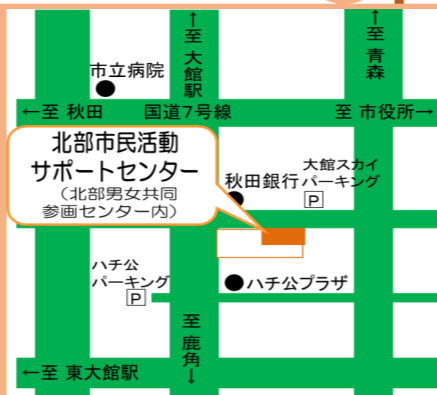 ↑至大館駅
↑至青森
市立病院
←至 秋田 国道7号線 至 市役所→
北部市民活動
サポートセンター
(北部男女共同
参画センター内)
秋田銀行
大館スカイ
パーキング
P
ハチ公
パーキング
P
ハチ公プラザ
至鹿角↓
←至 東大館駅